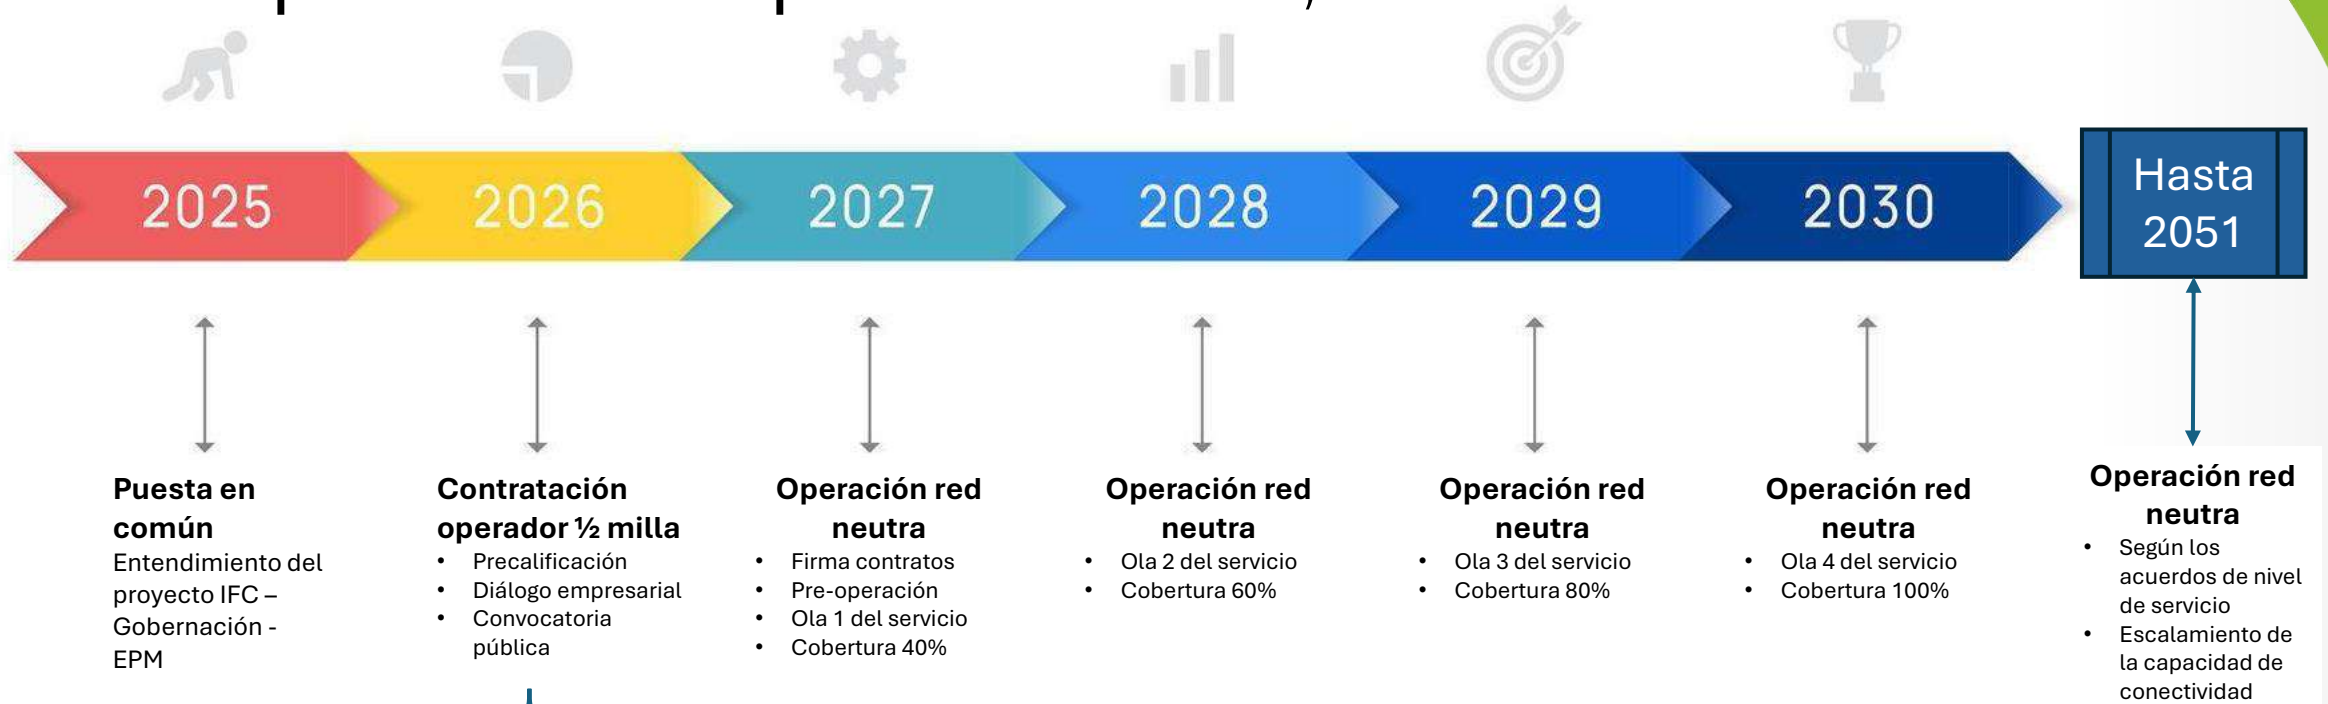 2025
2026
2027
2028
2029
2030
Hasta
2051
Puesta en
común
Entendimiento del
proyecto IFC –
Gobernación -
EPM
Contratación
operador ½ milla
• Precalificación
• Diálogo empresarial
• Convocatoria
pública
Operación red
neutra
• Firma contratos
• Pre-operación
• Ola 1 del servicio
• Cobertura 40%
Operación red
neutra
• Ola 2 del servicio
• Cobertura 60%
Operación red
neutra
• Ola 3 del servicio
• Cobertura 80%
Operación red
neutra
• Ola 4 del servicio
• Cobertura 100%
Operación red
neutra
• Según los
acuerdos de nivel
de servicio
• Escalamiento de
la capacidad de
conectividad